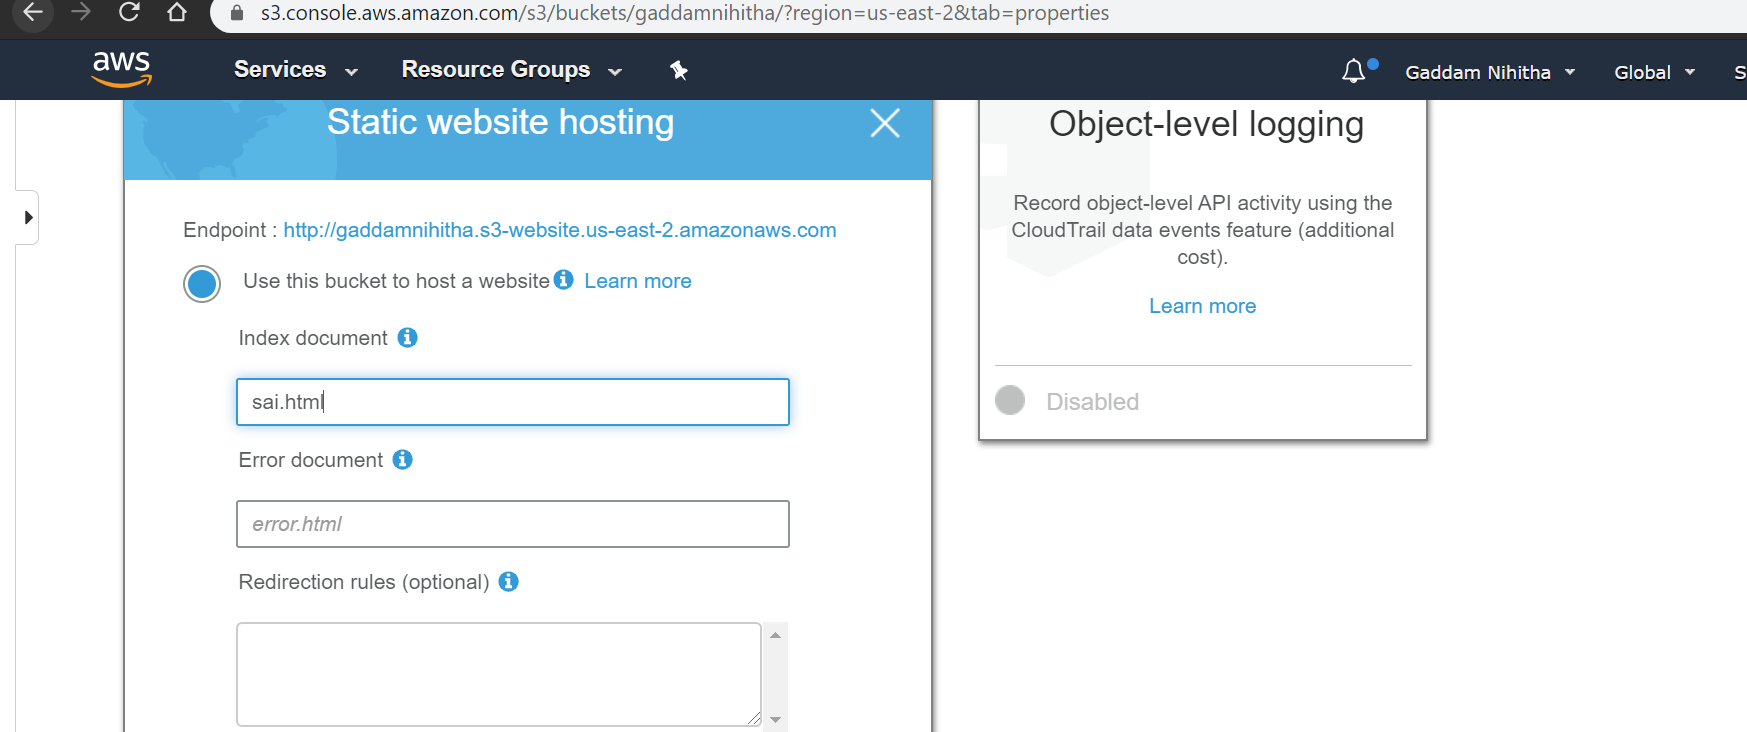 s3.console.aws.amazon.com/s3/buckets/gaddamnihitha/?region=us-east-2&tab=properties
aws Services Resource Groups Gaddam Nihitha Global S
Static website hosting
Endpoint : http://gaddamnihitha.s3-website.us-east-2.amazonaws.com
Use this bucket to host a website Learn more
Index document
sai.html
Error document
error.html
Redirection rules (optional)
Object-level logging
Record object-level API activity using the
CloudTrail data events feature (additional
cost).
Learn more
Disabled